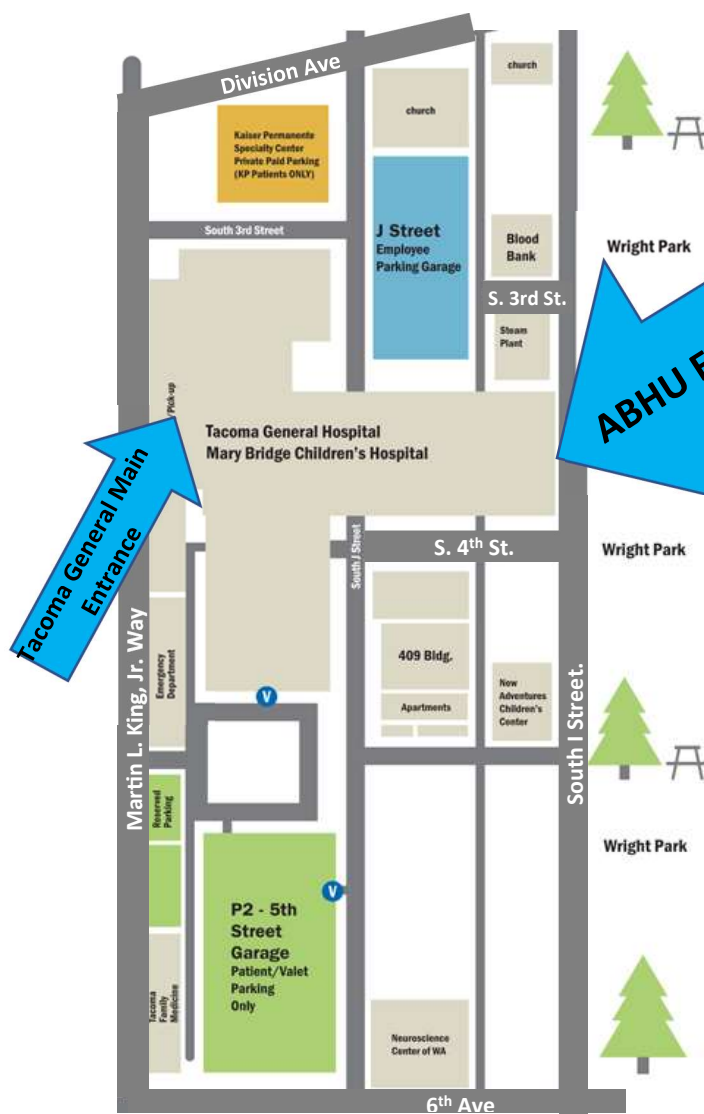 Division Ave
church
church
Kaiser Permanente
Specialty Center
Private Paid Parking
(KP Patients ONLY)
South 3rd Street
J Street
Employee
Parking Garage
Blood
Bank
Wright Park
S. 3rd St.
Steam
Plant
ABHU
/Pick-up
Tacoma General Hospital
Mary Bridge Children's Hospital
Tacoma General Main
Entrance
South J Street
S. 4th St.
Wright Park
Martin L. King, Jr. Way
Emergency
Department
409 Bldg.
Apartments
New
Adventures
Children's
Center
South I Street.
V
Reserved
Parking
Wright Park
V
P2 - 5th
Street
Garage
Patient/Valet
Parking
Only
Tacoma
Family
Medicine
Neuroscience
Center of WA
6th Ave